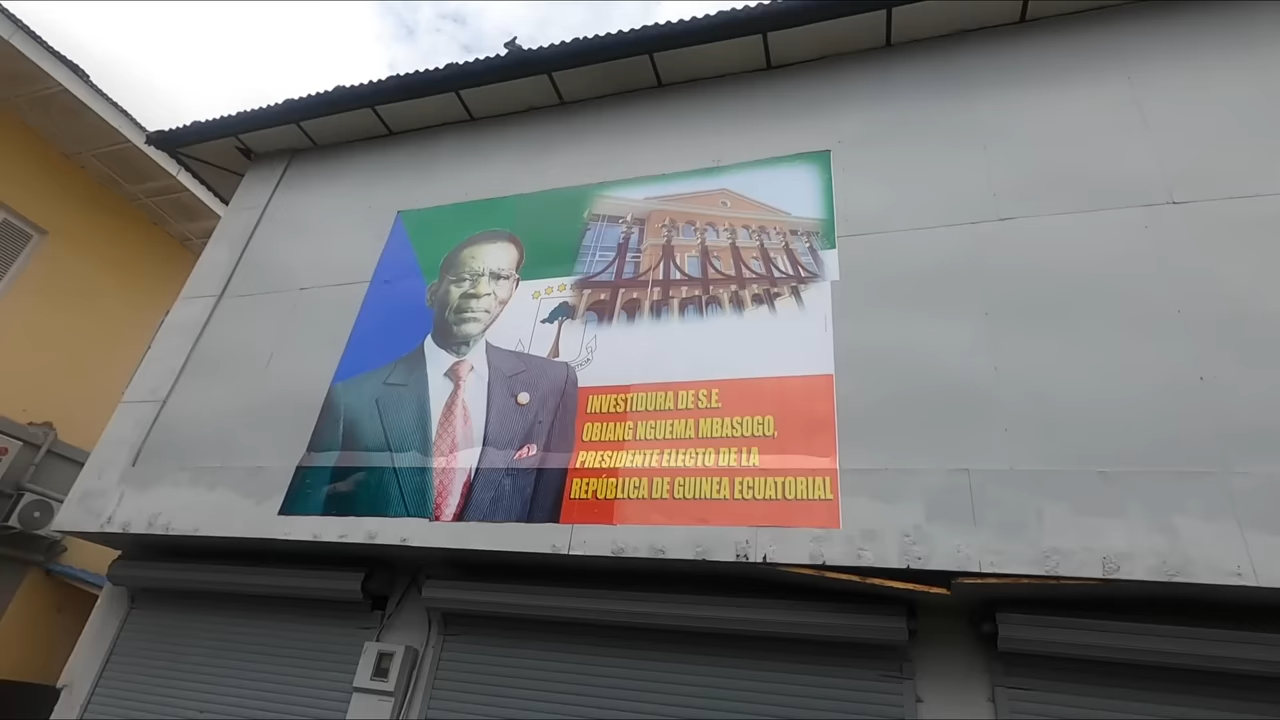 INVESTIDURA DE S.E.
OBIANG NGUEMA MBASOGO,
PRESIDENTE ELECTO DE LA
REPÚBLICA DE GUINEA ECUATORIAL